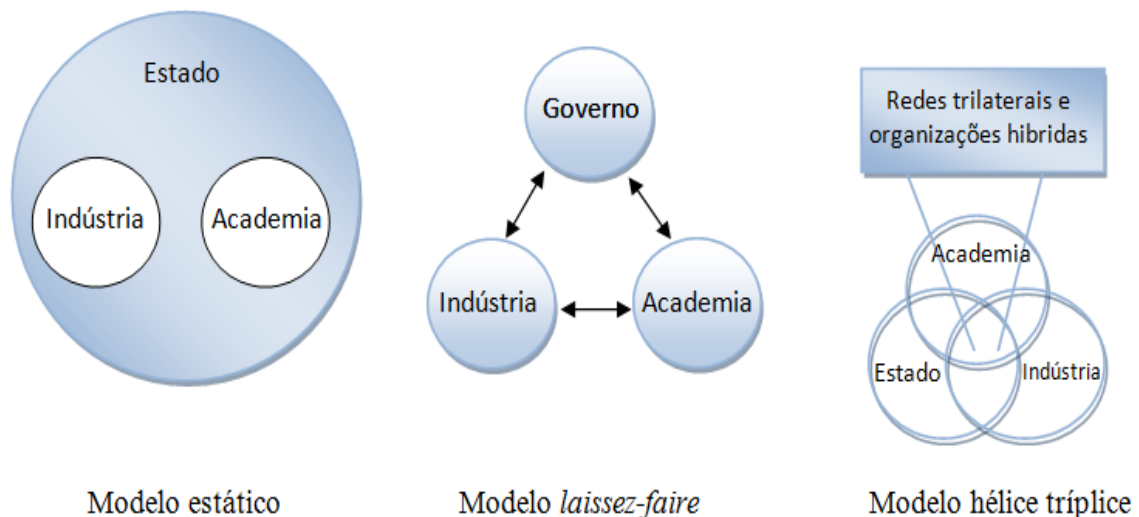 Estado
Indústria
Academia
Modelo estático
Governo
Indústria
Academia
Modelo laissez-faire
Redes trilaterais e
organizações hibridas
Academia
Estado
Indústria
Modelo hélice tríplice